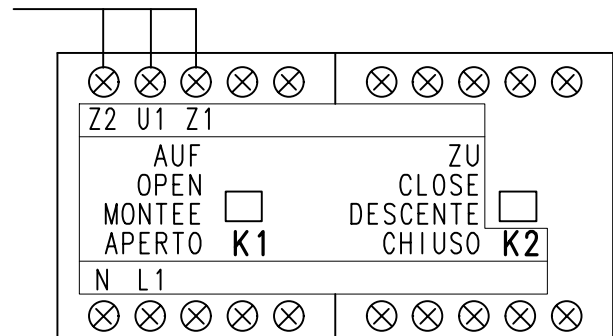 Z2 U1 Z1
AUF ZU
OPEN CLOSE
MONTEE DESCENTE
APERTO K1 CHIUSO K2
N L1